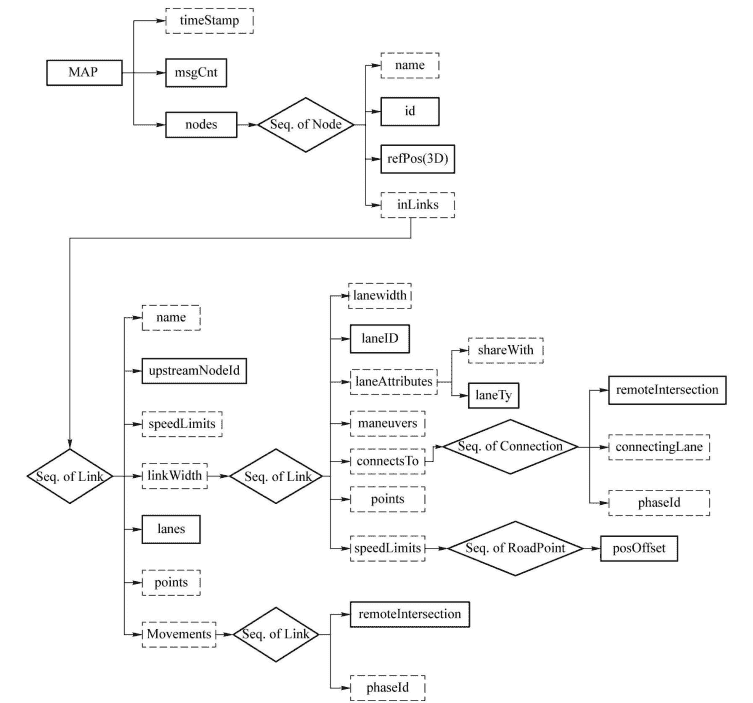 timeStamp
MAP
msgCnt
nodes
Seq. of Node
name
id
refPos(3D)
inLinks
Seq. of Link
name
upstreamNodeId
speedLimits
linkWidth
lanes
points
Movements
Seq. of Link
lanewidth
laneID
laneAttributes
shareWith
laneTy
maneuvers
connectsTo
Seq. of Connection
remoteIntersection
connectingLane
phaseId
points
speedLimits
Seq. of RoadPoint
posOffset
Seq. of Link
remoteIntersection
phaseId